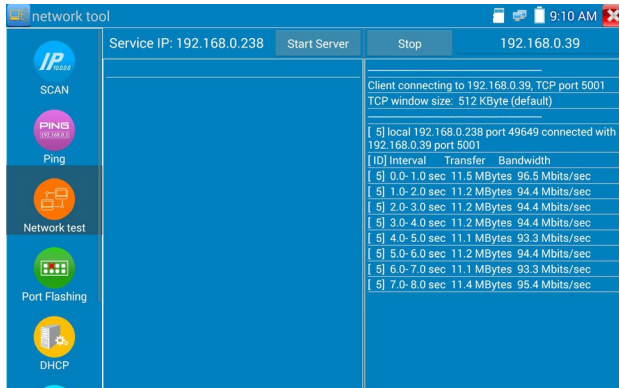 network tool
9:10 AM
Service IP: 192.168.0.238
Start Server
Stop
192.168.0.39
IP
10.0.0.0
SCAN
PING
192.168.0.1
Ping
Network test
Port Flashing
DHCP
Client connecting to 192.168.0.39, TCP port 5001
TCP window size: 512 KByte (default)
[ 5] local 192.168.0.238 port 49649 connected with
192.168.0.39 port 5001
[ ID] Interval Transfer Bandwidth
[ 5] 0.0- 1.0 sec 11.5 MBytes 96.5 Mbits/sec
[ 5] 1.0- 2.0 sec 11.2 MBytes 94.4 Mbits/sec
[ 5] 2.0- 3.0 sec 11.2 MBytes 94.4 Mbits/sec
[ 5] 3.0- 4.0 sec 11.2 MBytes 94.4 Mbits/sec
[ 5] 4.0- 5.0 sec 11.1 MBytes 93.3 Mbits/sec
[ 5] 5.0- 6.0 sec 11.2 MBytes 94.4 Mbits/sec
[ 5] 6.0- 7.0 sec 11.1 MBytes 93.3 Mbits/sec
[ 5] 7.0- 8.0 sec 11.4 MBytes 95.4 Mbits/sec